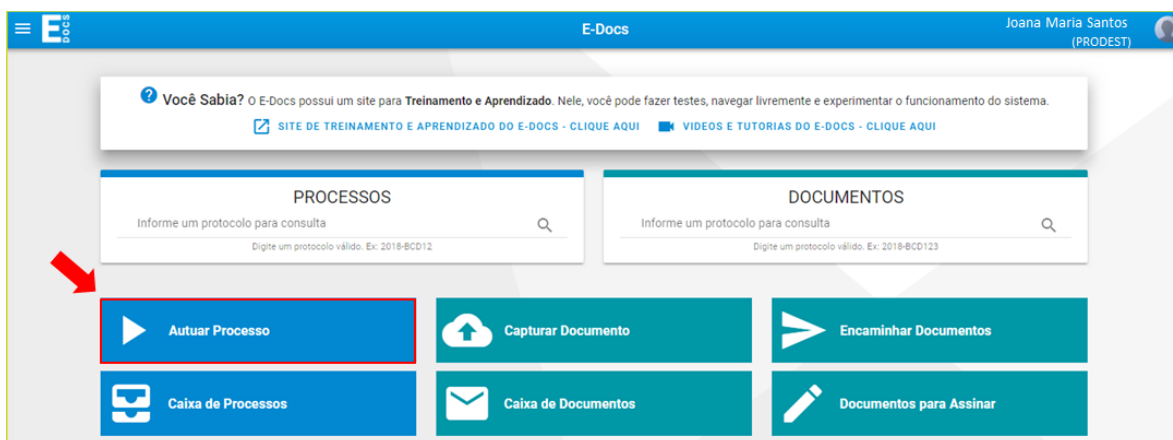 E DOCS
E-Docs
Joana Maria Santos
(PRODEST)
Você Sabia? O E-Docs possui um site para Treinamento e Aprendizado. Nele, você pode fazer testes, navegar livremente e experimentar o funcionamento do sistema.
SITE DE TREINAMENTO E APRENDIZADO DO E-DOCS - CLIQUE AQUI
VIDEOS E TUTORIAS DO E-DOCS - CLIQUE AQUI
PROCESSOS
Informe um protocolo para consulta
Digite um protocolo válido. Ex: 2018-BCD12
DOCUMENTOS
Informe um protocolo para consulta
Digite um protocolo válido. Ex: 2018-BCD123
Autuar Processo
Capturar Documento
Encaminhar Documentos
Caixa de Processos
Caixa de Documentos
Documentos para Assinar